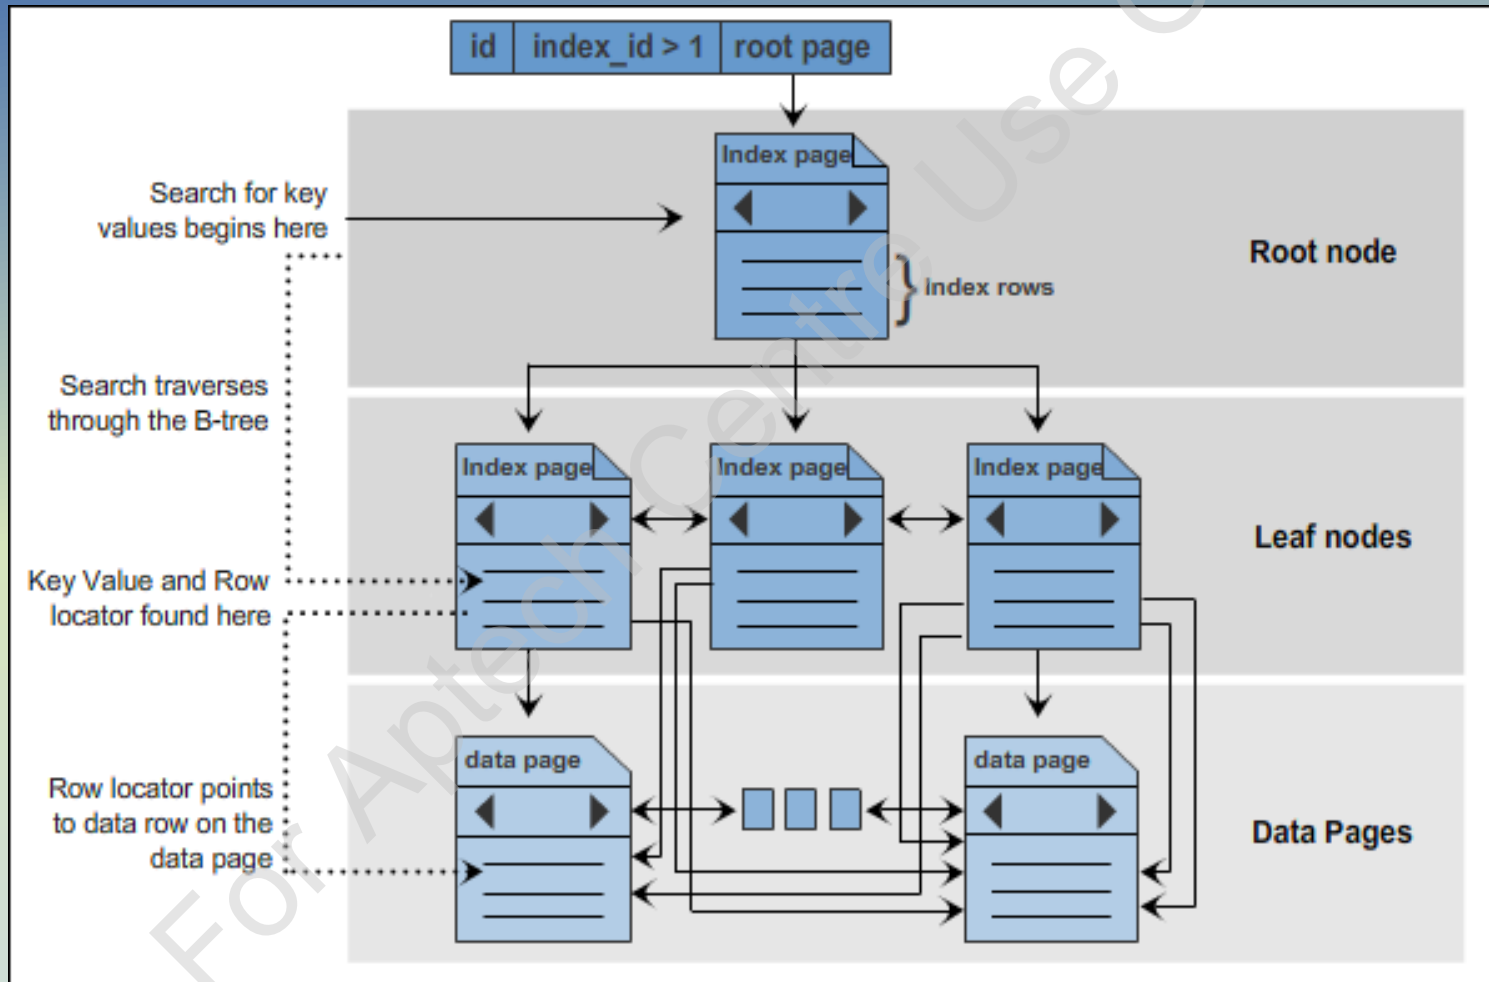 id index_id > 1 root page
Index page
Search for key
values begins here
Root node
Index rows
Search traverses
through the B-tree
Index page
Index page
Index page
Leaf nodes
Key Value and Row
locator found here
data page
data page
Row locator points
to data row on the
data page
Data Pages
For Aptech Centre Use